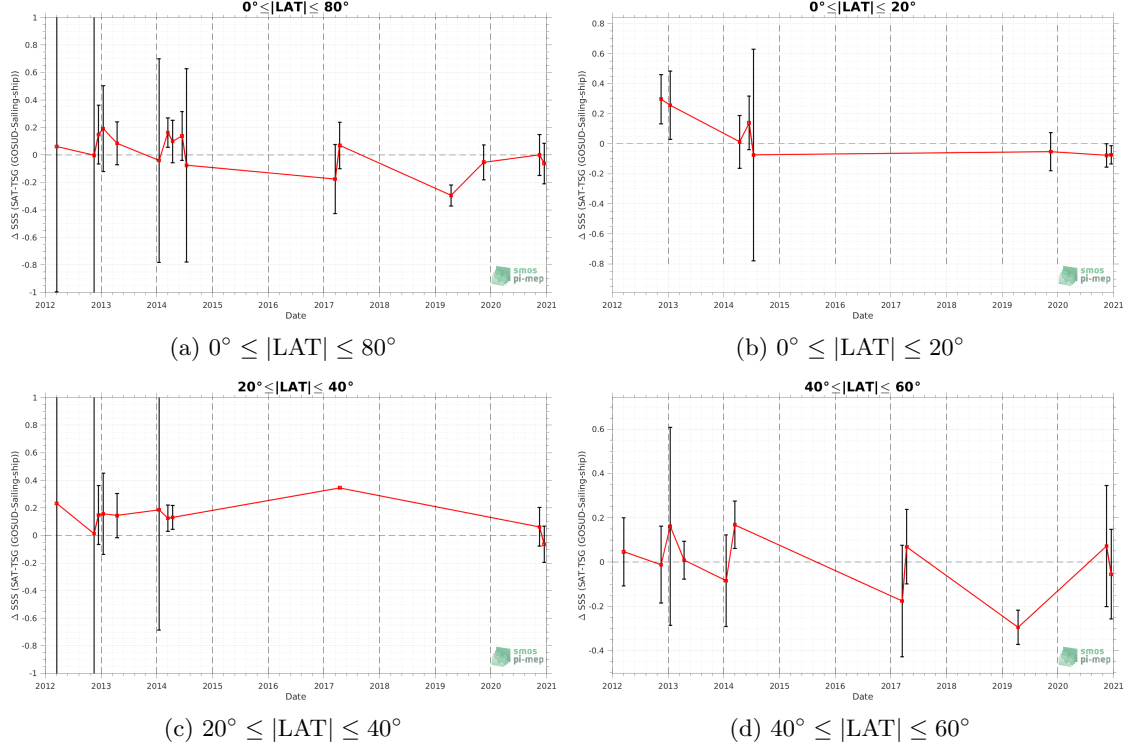 0°≤|LAT|≤ 80°
Δ SSS (SAT-TSG (GOSUD-Sailing-ship))
1
0.8
0.6
0.4
0.2
0
-0.2
-0.4
-0.6
-0.8
-1
2012 2013 2014 2015 2016 2017 2018 2019 2020 2021
Date
smos
pi-mep
(a) 0° ≤ |LAT| ≤ 80°
0°≤|LAT|≤ 20°
Δ SSS (SAT-TSG (GOSUD-Sailing-ship))
0.8
0.6
0.4
0.2
0
-0.2
-0.4
-0.6
-0.8
2012 2013 2014 2015 2016 2017 2018 2019 2020 2021
Date
smos
pi-mep
(b) 0° ≤ |LAT| ≤ 20°
20°≤|LAT|≤ 40°
Δ SSS (SAT-TSG (GOSUD-Sailing-ship))
1
0.8
0.6
0.4
0.2
0
-0.2
-0.4
-0.6
-0.8
-1
2012 2013 2014 2015 2016 2017 2018 2019 2020 2021
Date
smos
pi-mep
(c) 20° ≤ |LAT| ≤ 40°
40°≤|LAT|≤ 60°
Δ SSS (SAT-TSG (GOSUD-Sailing-ship))
0.6
0.4
0.2
0
-0.2
-0.4
2012 2013 2014 2015 2016 2017 2018 2019 2020 2021
Date
smos
pi-mep
(d) 40° ≤ |LAT| ≤ 60°